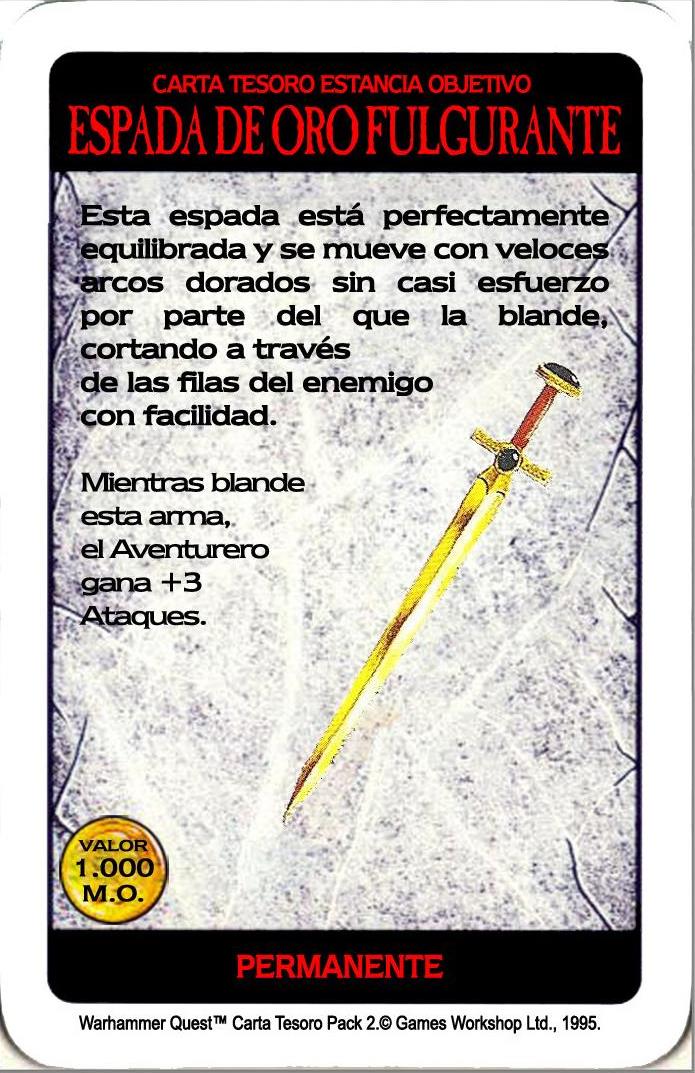 CARTA TESORO ESTANCIA OBJETIVO
ESPADA DE ORO FULGURANTE
Esta espada está perfectamente
equilibrada y se mueve con veloces
arcos dorados sin casi esfuerzo
por parte del que la blande,
cortando a través
de las filas del enemigo
con facilidad.
Mientras blande
esta arma,
el Aventurero
gana +3
Ataques.
VALOR
1.000
M.O.
PERMANENTE
Warhammer Quest™ Carta Tesoro Pack 2.© Games Workshop Ltd., 1995.